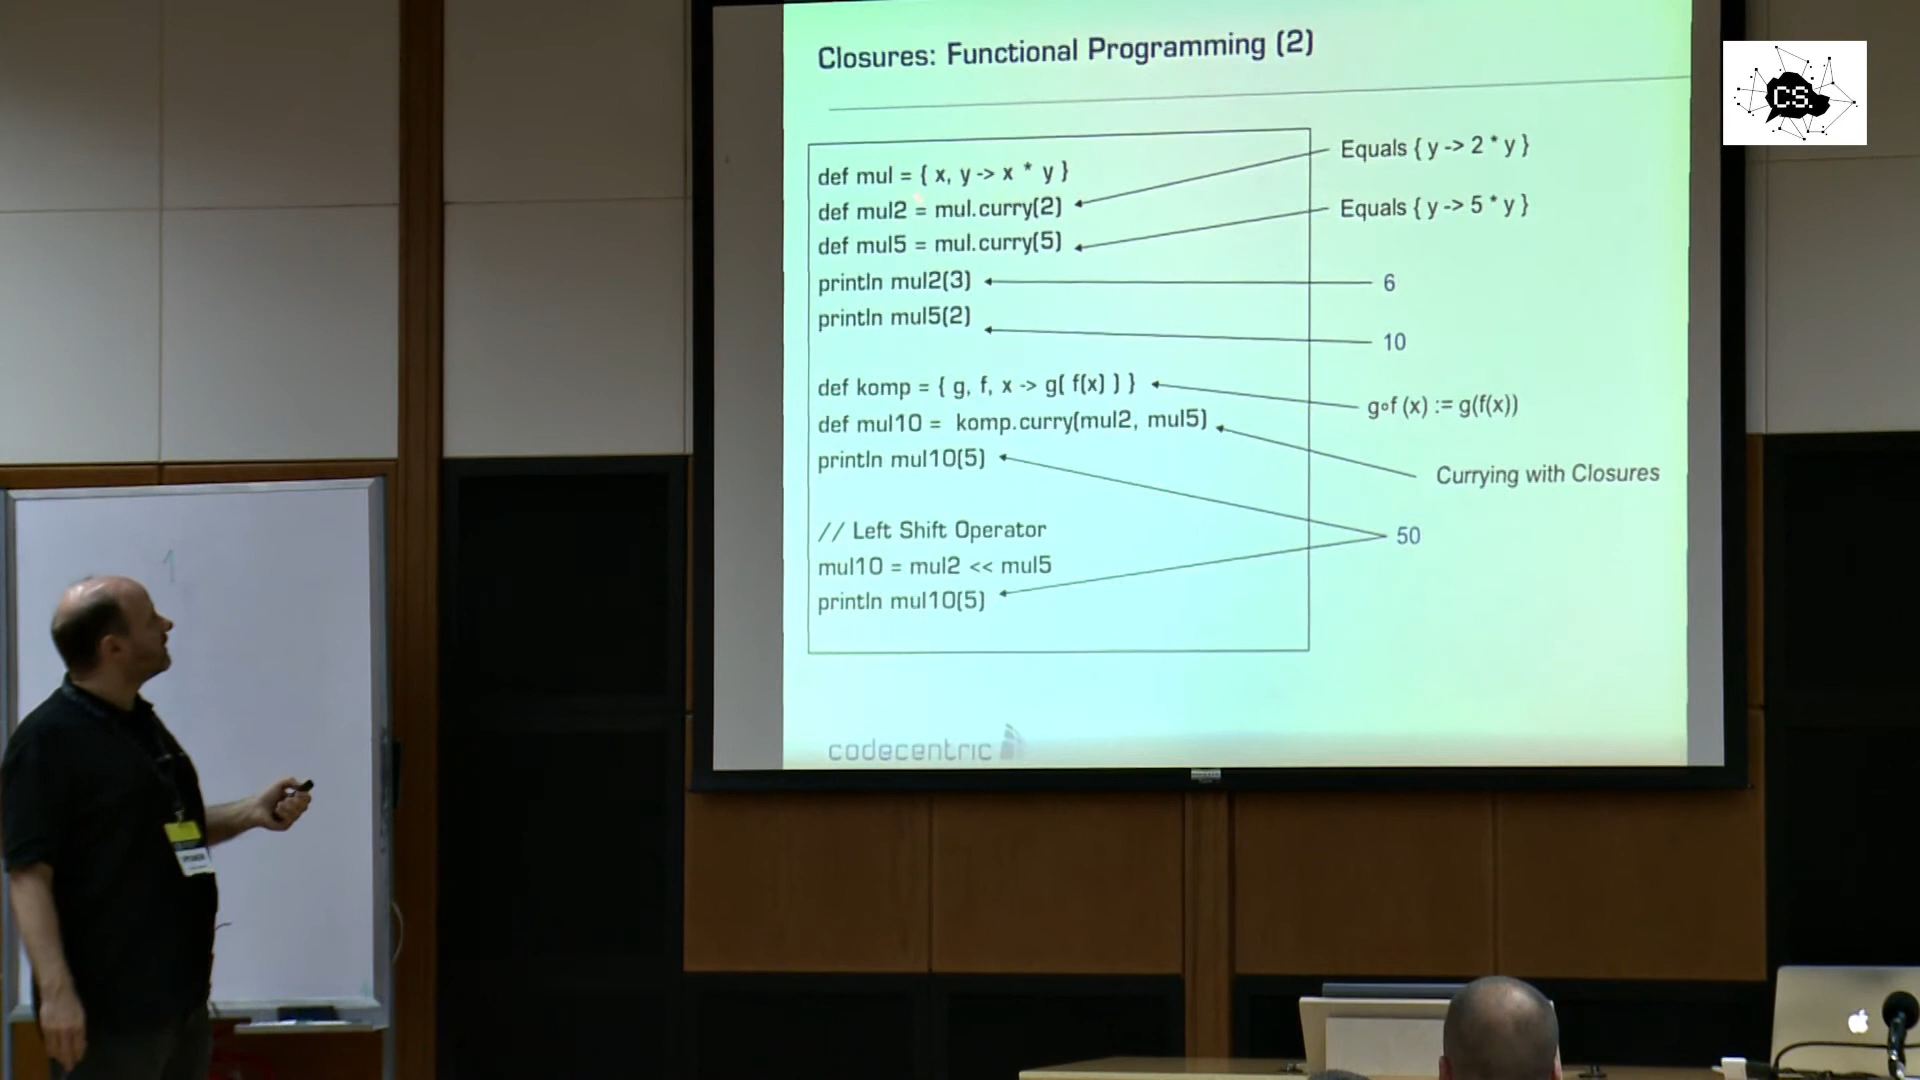 Closures: Functional Programming (2)
def mul = { x, y -> x * y }
def mul2 = mul.curry(2)
def mul5 = mul.curry(5)
println mul2(3)
println mul5(2)
def komp = { g, f, x -> g( f(x) ) }
def mul10 = komp.curry(mul2, mul5)
println mul10(5)
// Left Shift Operator
mul10 = mul2 << mul5
println mul10(5)
Equals { y -> 2 * y }
Equals { y -> 5 * y }
6
10
g∘f (x) := g(f(x))
Currying with Closures
50
codecentric
CS.
1
SPEAKER